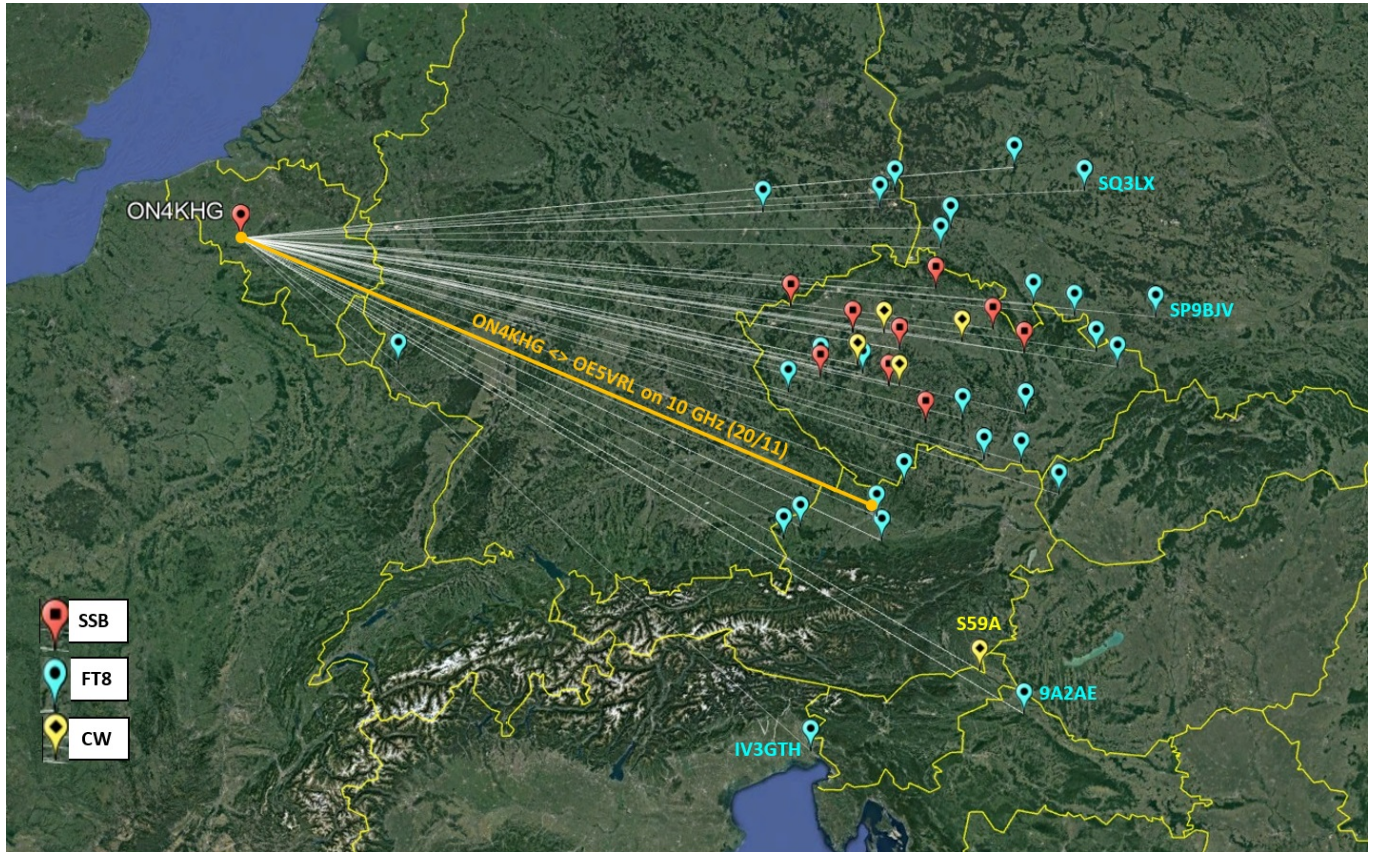 ON4KHG
SQ3LX
SP9BJV
ON4KHG <> OE5VRL on 10 GHz (20/11)
SSB
FT8
CW
S59A
9A2AE
IV3GTH